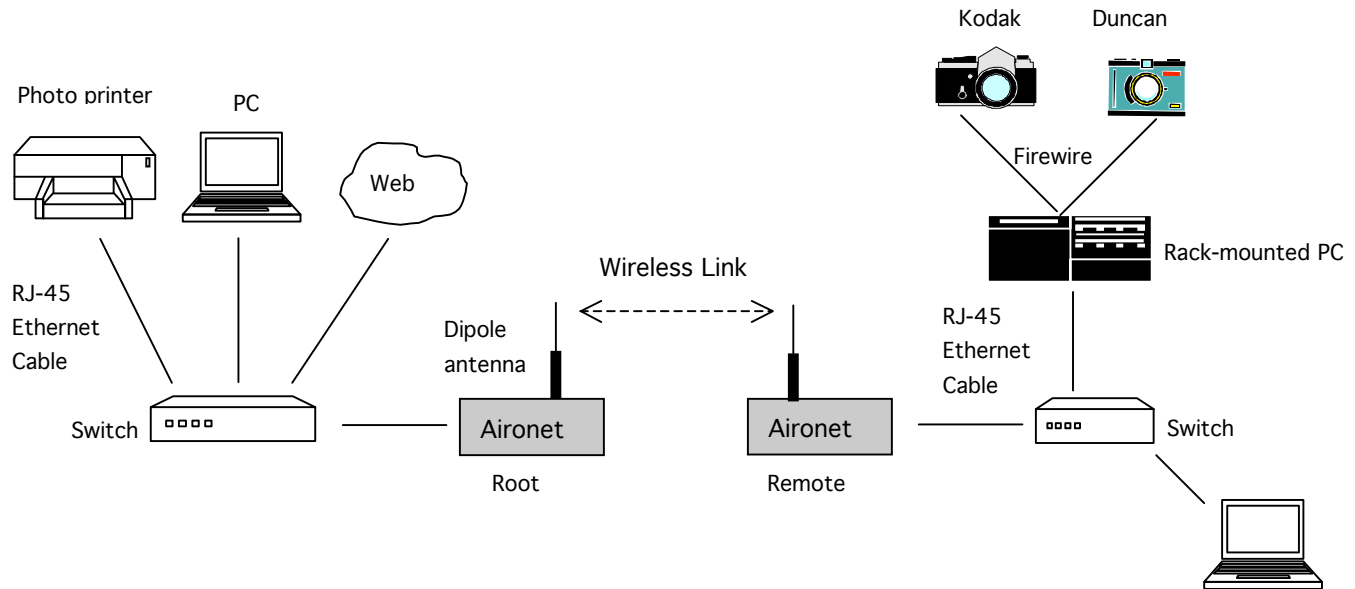 Kodak
Duncan
Photo printer
PC
Web
Firewire
Rack-mounted PC
Wireless Link
RJ-45
Ethernet
Cable
Dipole
antenna
RJ-45
Ethernet
Cable
Switch
Aironet
Aironet
Switch
Root
Remote